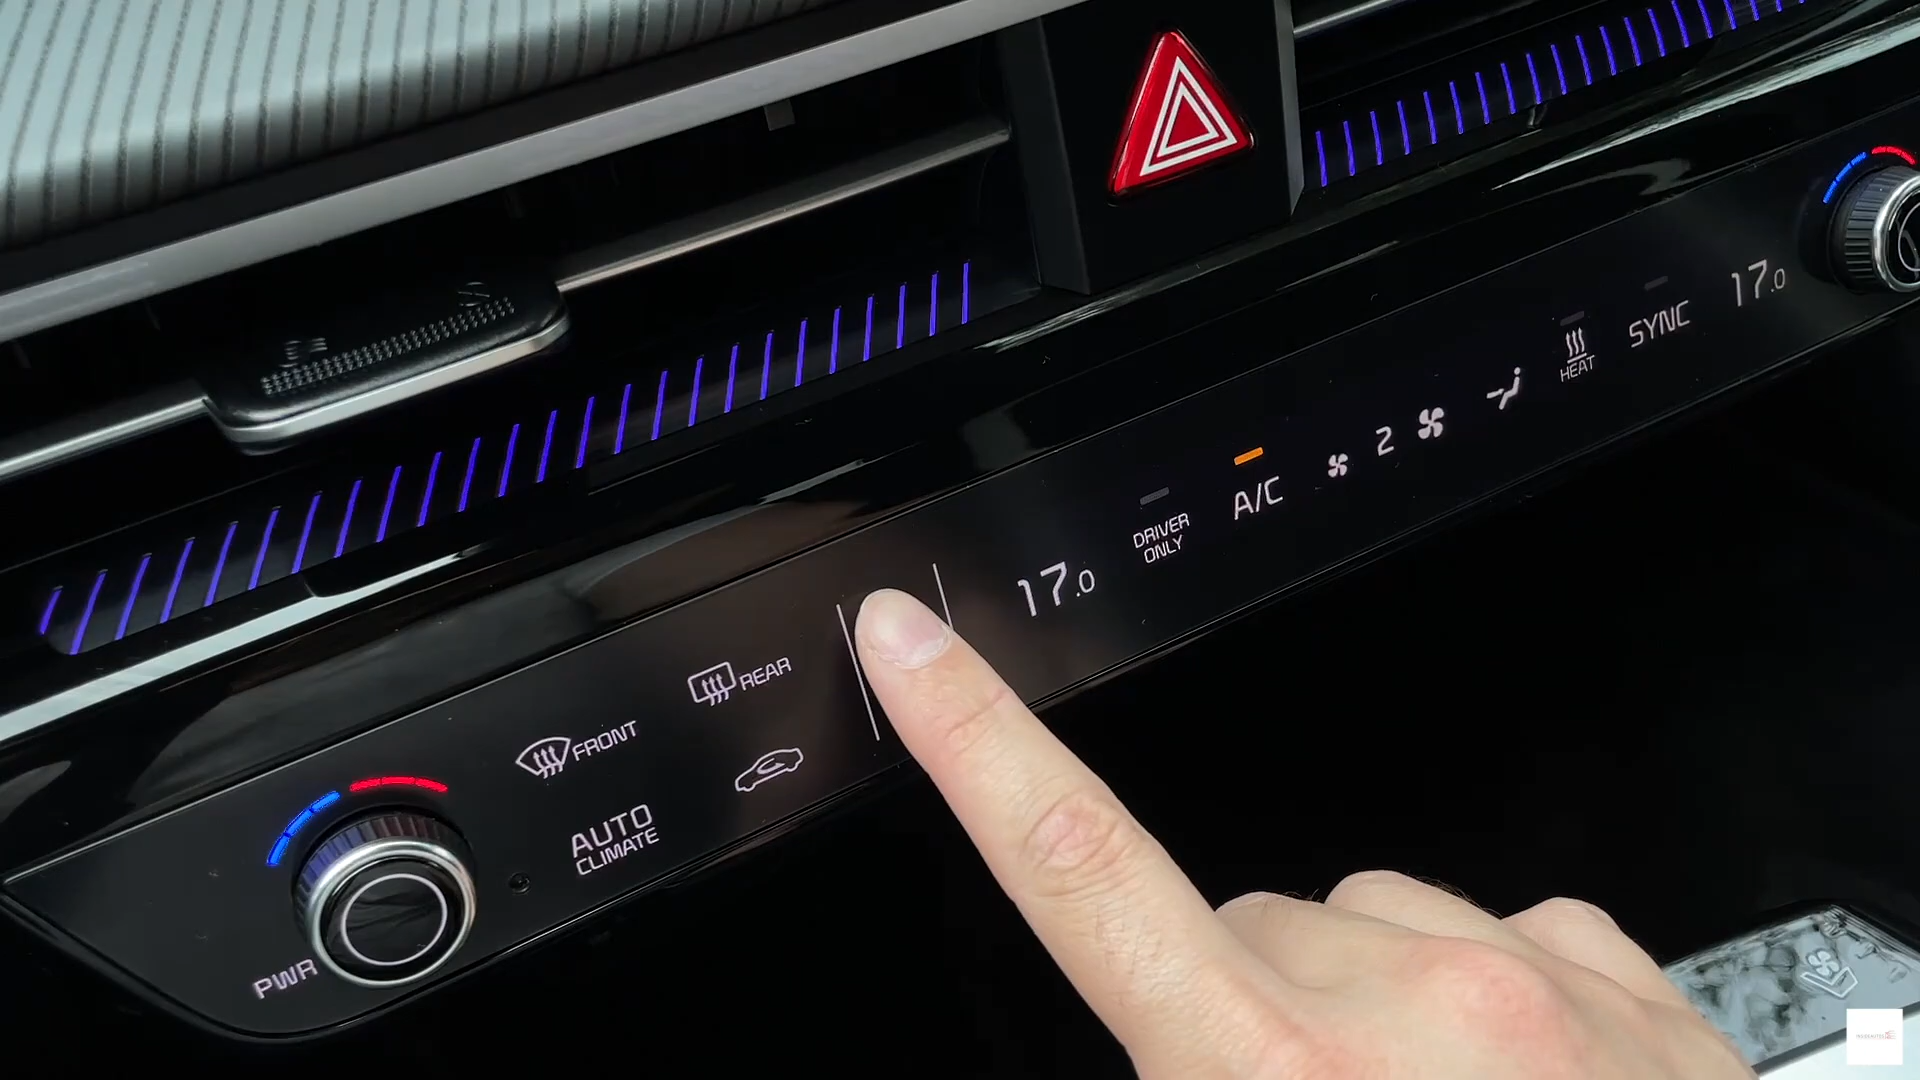 REAR
FRONT
AUTO
CLIMATE
PWR
17.0
DRIVER
ONLY
A/C
2
HEAT
SYNC
17.0